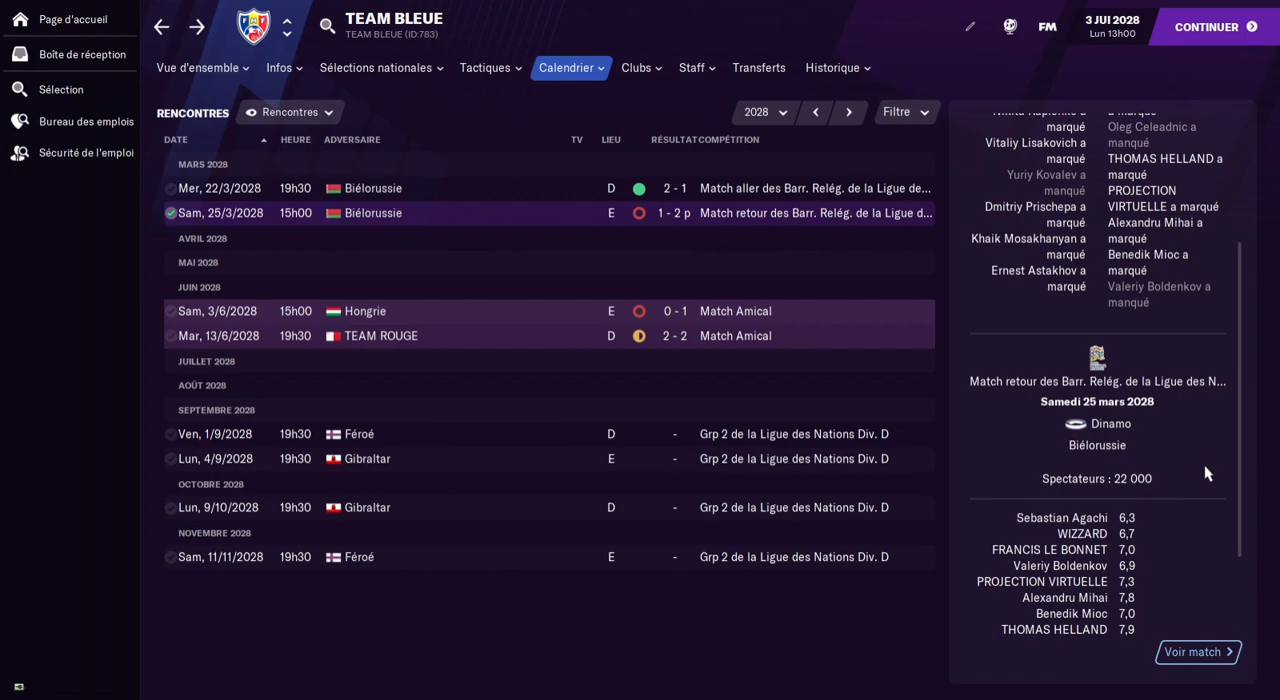 Page d'accueil
Boîte de réception
Sélection
Bureau des emplois
Sécurité de l'emploi
TEAM BLEUE
TEAM BLEUE (ID:783)
FM
3 JUI 2028
Lun 13h00
CONTINUER
Vue d'ensemble
Infos
Sélections nationales
Tactiques
Calendrier
Clubs
Staff
Transferts
Historique
RENCONTRES
Rencontres
2028
Filtre
DATE HEURE ADVERSAIRE TV LIEU RÉSULTAT COMPÉTITION
MARS 2028
Mer, 22/3/2028 19h30 Biélorussie D 2 - 1 Match aller des Barr. Relég. de la Ligue de...
Sam, 25/3/2028 15h00 Biélorussie E 1 - 2 p Match retour des Barr. Relég. de la Ligue d...
AVRIL 2028
MAI 2028
JUIN 2028
Sam, 3/6/2028 15h00 Hongrie E 0 - 1 Match Amical
Mar, 13/6/2028 19h30 TEAM ROUGE D 2 - 2 Match Amical
JUILLET 2028
AOÛT 2028
SEPTEMBRE 2028
Ven, 1/9/2028 19h30 Féroé D - Grp 2 de la Ligue des Nations Div. D
Lun, 4/9/2028 19h30 Gibraltar E - Grp 2 de la Ligue des Nations Div. D
OCTOBRE 2028
Lun, 9/10/2028 19h30 Gibraltar D - Grp 2 de la Ligue des Nations Div. D
NOVEMBRE 2028
Sam, 11/11/2028 19h30 Féroé E - Grp 2 de la Ligue des Nations Div. D
marqué
Vitaliy Lisakovich a
marqué
Yuriy Kovalev a
manqué
Dmitriy Prischepa a
marqué
Khaik Mosakhanyan a
marqué
Ernest Astakhov a
marqué
Oleg Celeadnic a
manqué
THOMAS HELLAND a
marqué
PROJECTION
VIRTUELLE a marqué
Alexandru Mihai a
marqué
Benedik Mioc a
marqué
Valeriy Boldenkov a
manqué
Match retour des Barr. Relég. de la Ligue des N...
Samedi 25 mars 2028
Dinamo
Biélorussie
Spectateurs : 22 000
Sebastian Agachi 6,3
WIZZARD 6,7
FRANCIS LE BONNET 7,0
Valeriy Boldenkov 6,9
PROJECTION VIRTUELLE 7,3
Alexandru Mihai 7,8
Benedik Mioc 7,0
THOMAS HELLAND 7,9
Voir match